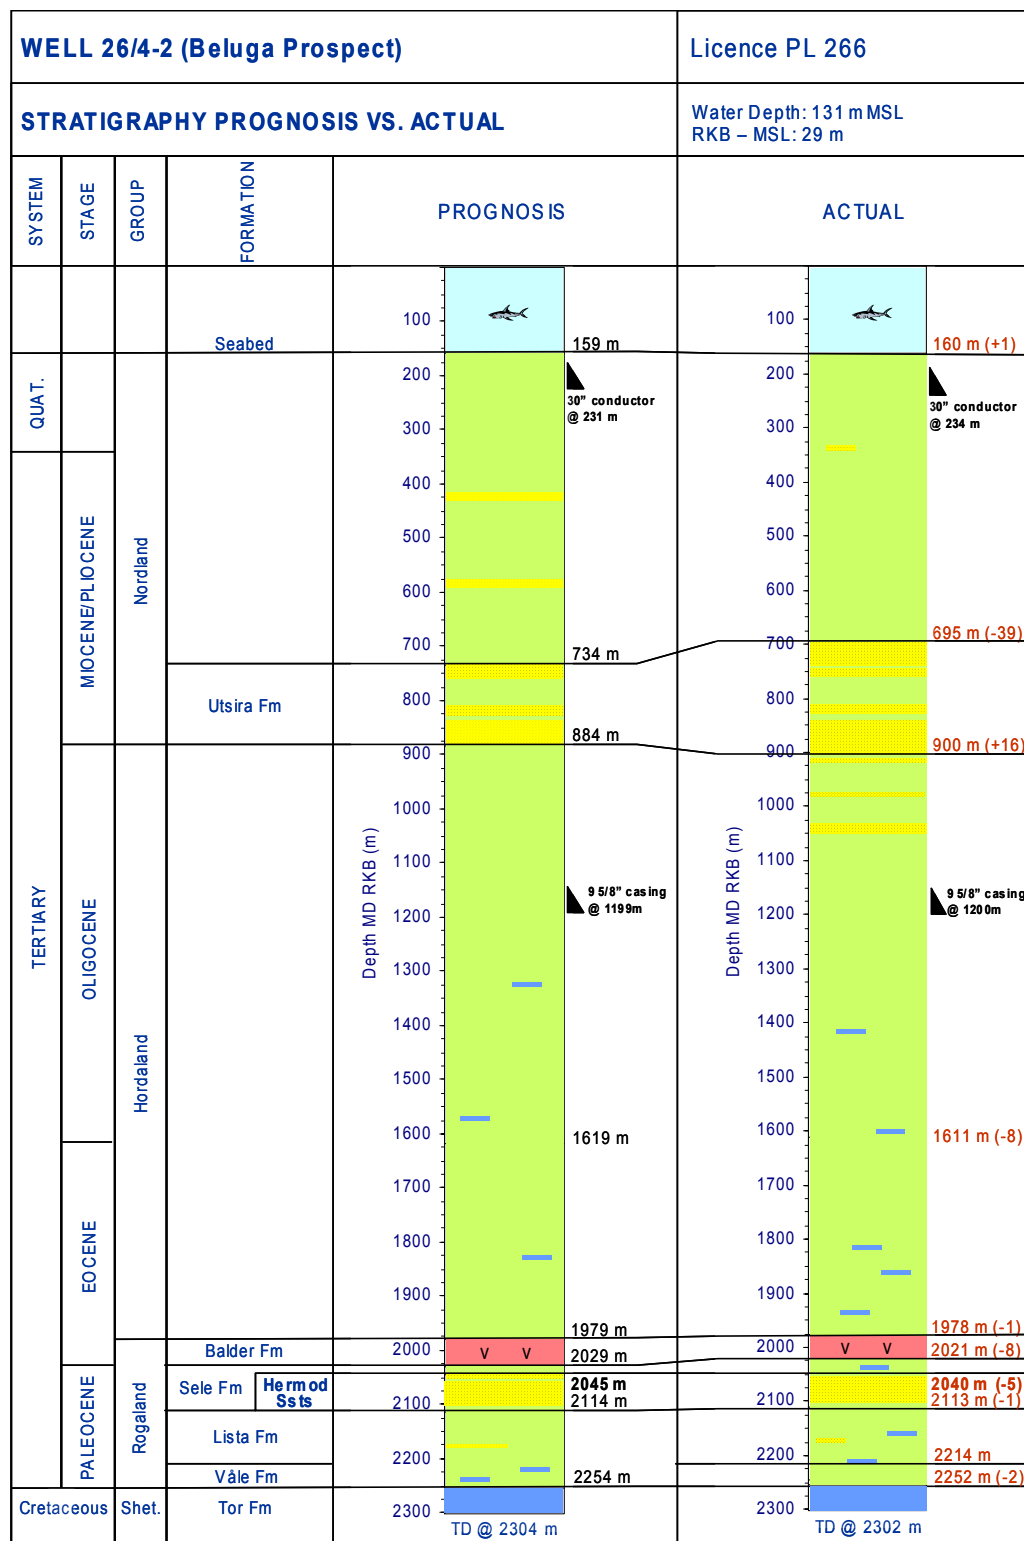 WELL 26/4-2 (Beluga Prospect)
Licence PL 266
STRATIGRAPHY PROGNOSIS VS. ACTUAL
Water Depth: 131 m MSL
RKB – MSL: 29 m
SYSTEM
STAGE
GROUP
FORMATION
PROGNOSIS
ACTUAL
Seabed
QUAT.
TERTIARY
Cretaceous
MIOCENE/PLIOCENE
OLIGOCENE
EOCENE
PALEOCENE
Nordland
Hordaland
Rogaland
Shet.
Utsira Fm
Balder Fm
Sele Fm
Hermod
Ssts
Lista Fm
Våle Fm
Tor Fm
Depth MD RKB (m)
100
200
300
400
500
600
700
800
900
1000
1100
1200
1300
1400
1500
1600
1700
1800
1900
2000
2100
2200
2300
V V
159 m
30" conductor
@ 231 m
734 m
884 m
9 5/8" casing
@ 1199m
1619 m
1979 m
2029 m
2045 m
2114 m
2254 m
TD @ 2304 m
Depth MD RKB (m)
100
200
300
400
500
600
700
800
900
1000
1100
1200
1300
1400
1500
1600
1700
1800
1900
2000
2100
2200
2300
V V
160 m (+1)
30" conductor
@ 234 m
695 m (-39)
900 m (+16)
9 5/8" casing
@ 1200m
1611 m (-8)
1978 m (-1)
2021 m (-8)
2040 m (-5)
2113 m (-1)
2214 m
2252 m (-2)
TD @ 2302 m